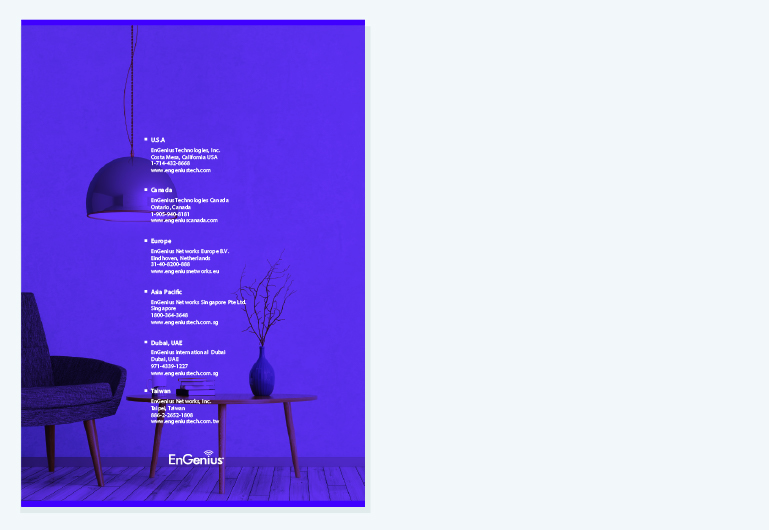 U.S.A
EnGenius Technologies, Inc.
Costa Mesa, California USA
1-714-432-8668
www.engeniustech.com
Canada
EnGenius Technologies Canada
Ontario, Canada
1-905-940-8181
www.engeniuscanada.com
Europe
EnGenius Networks Europe B.V.
Eindhoven, Netherlands
31-40-8200-888
www.engeniusnetworks.eu
Asia Pacific
EnGenius Networks Singapore Pte Ltd.
Singapore
1800-364-3648
www.engeniustech.com.sg
Dubai, UAE
EnGenius International Dubai
Dubai, UAE
971-4339-1227
www.engeniustech.com.sg
Taiwan
EnGenius Networks, Inc.
Taipei, Taiwan
886-2-2652-1808
www.engeniustech.com.tw
EnGenius